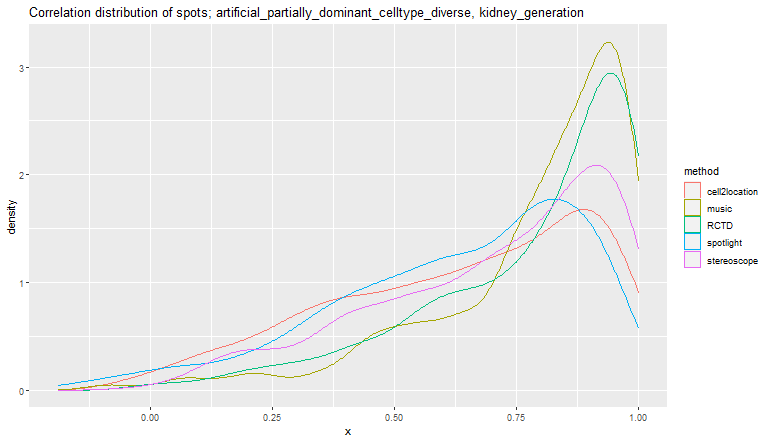 Correlation distribution of spots; artificial_partially_dominant_celltype_diverse, kidney_generation
3
2
1
0
density
0.00 0.25 0.50 0.75 1.00
x
method
cell2location
music
RCTD
spotlight
stereoscope